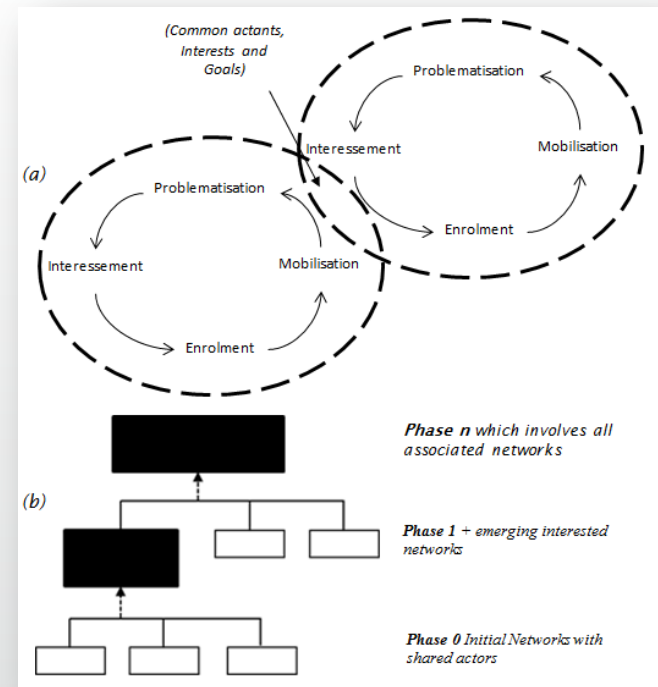 (Common actants,
Interests and
Goals)
Problematisation
Interessement
Mobilisation
Enrolment
(a)
Problematisation
Interessement
Mobilisation
Enrolment
Phase n which involves all
associated networks
(b)
Phase 1 + emerging interested
networks
Phase 0 Initial Networks with
shared actors